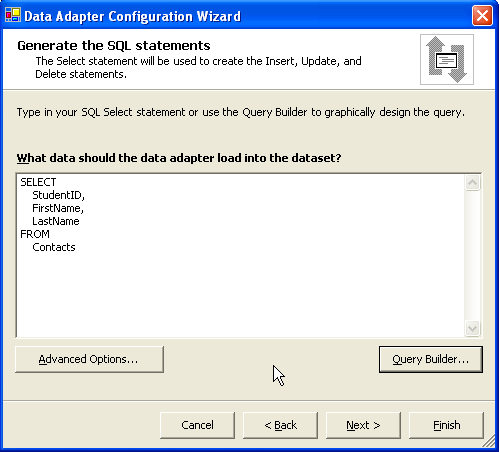 Data Adapter Configuration Wizard
Generate the SQL statements
The Select statement will be used to create the Insert, Update, and
Delete statements.
Type in your SQL Select statement or use the Query Builder to graphically design the query.
What data should the data adapter load into the dataset?
SELECT
StudentID,
FirstName,
LastName
FROM
Contacts
Advanced Options... Query Builder...
Cancel < Back Next > Finish